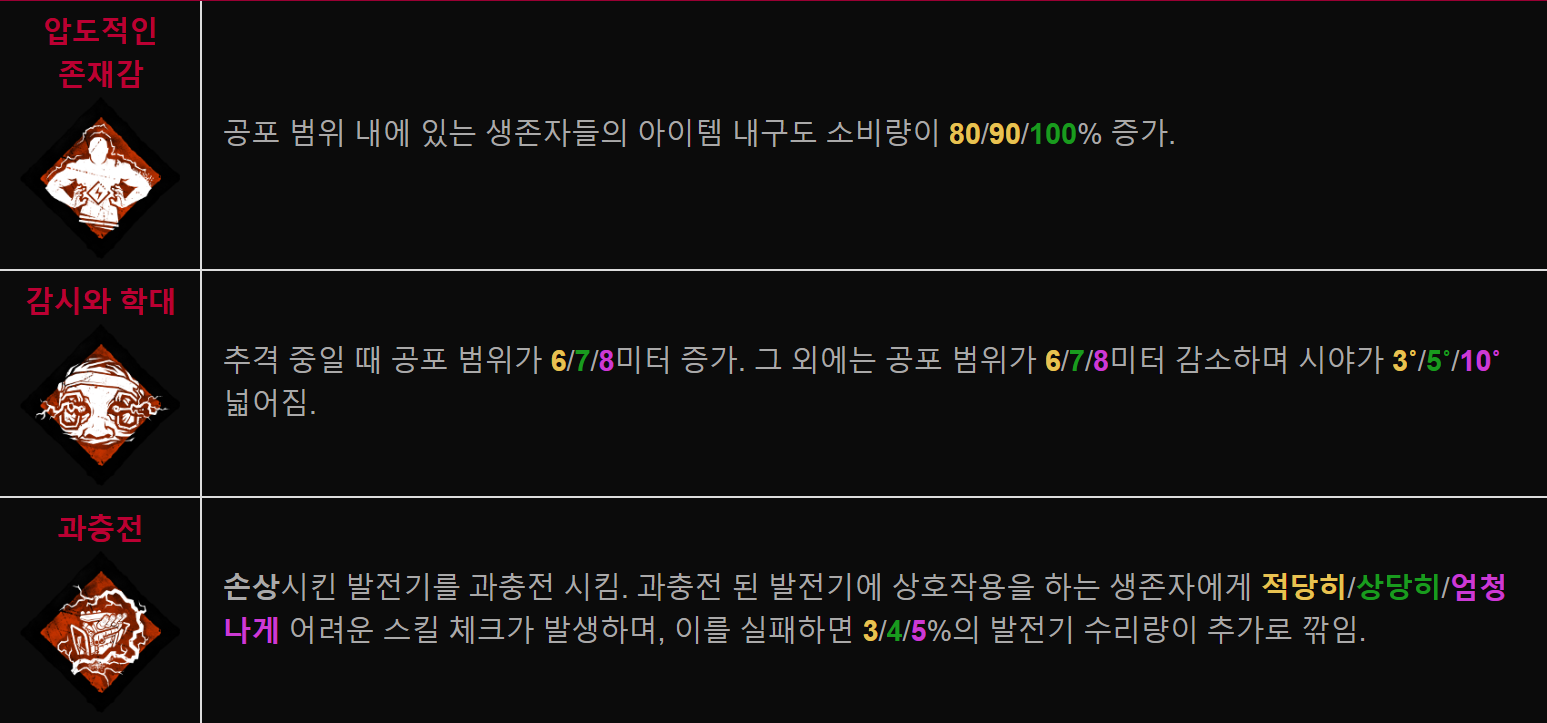 압도적인
존재감
공포 범위 내에 있는 생존자들의 아이템 내구도 소비량이 80/90/100% 증가.
감시와 학대
추격 중일 때 공포 범위가 6/7/8미터 증가. 그 외에는 공포 범위가 6/7/8미터 감소하며 시야가 3˚/5˚/10˚
넓어짐.
과충전
손상시킨 발전기를 과충전 시킴. 과충전 된 발전기에 상호작용을 하는 생존자에게 적당히/상당히/엄청
나게 어려운 스킬 체크가 발생하며, 이를 실패하면 3/4/5%의 발전기 수리량이 추가로 깎임.